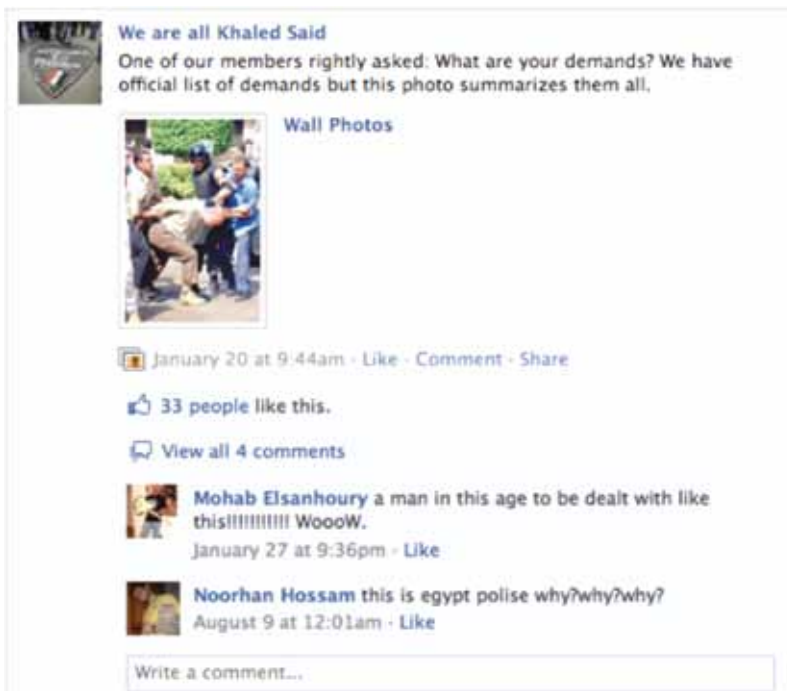 We are all Khaled Said
One of our members rightly asked: What are your demands? We have
official list of demands but this photo summarizes them all.
Wall Photos
January 20 at 9:44am · Like · Comment · Share
33 people like this.
View all 4 comments
Mohab Elsanhoury a man in this age to be dealt with like
this!!!!!!!!!!! WoooW.
January 27 at 9:36pm · Like
Noorhan Hossam this is egypt polise why?why?why?
August 9 at 12:01am · Like
Write a comment...